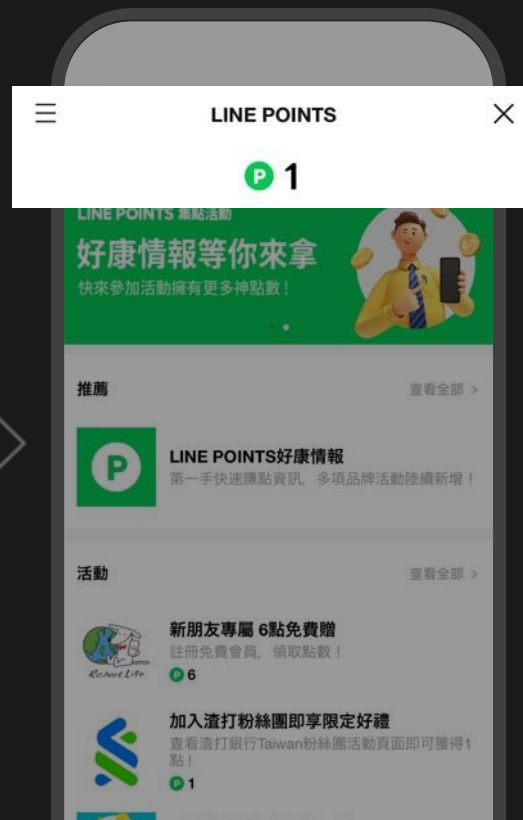 LINE POINTS
P 1
LINE POINTS 集點活動
好康情報等你來拿
快來參加活動擁有更多神點數！
推薦
查看全部 >
P
LINE POINTS好康情報
第一手快速賺點資訊，多項品牌活動陸續新增！
活動
查看全部 >
新朋友專屬 6點免費贈
註冊免費會員，領取點數！
P 6
Richart Life
加入渣打粉絲團即享限定好禮
查看渣打銀行Taiwan粉絲團活動頁面即可獲得1
點！
P 1